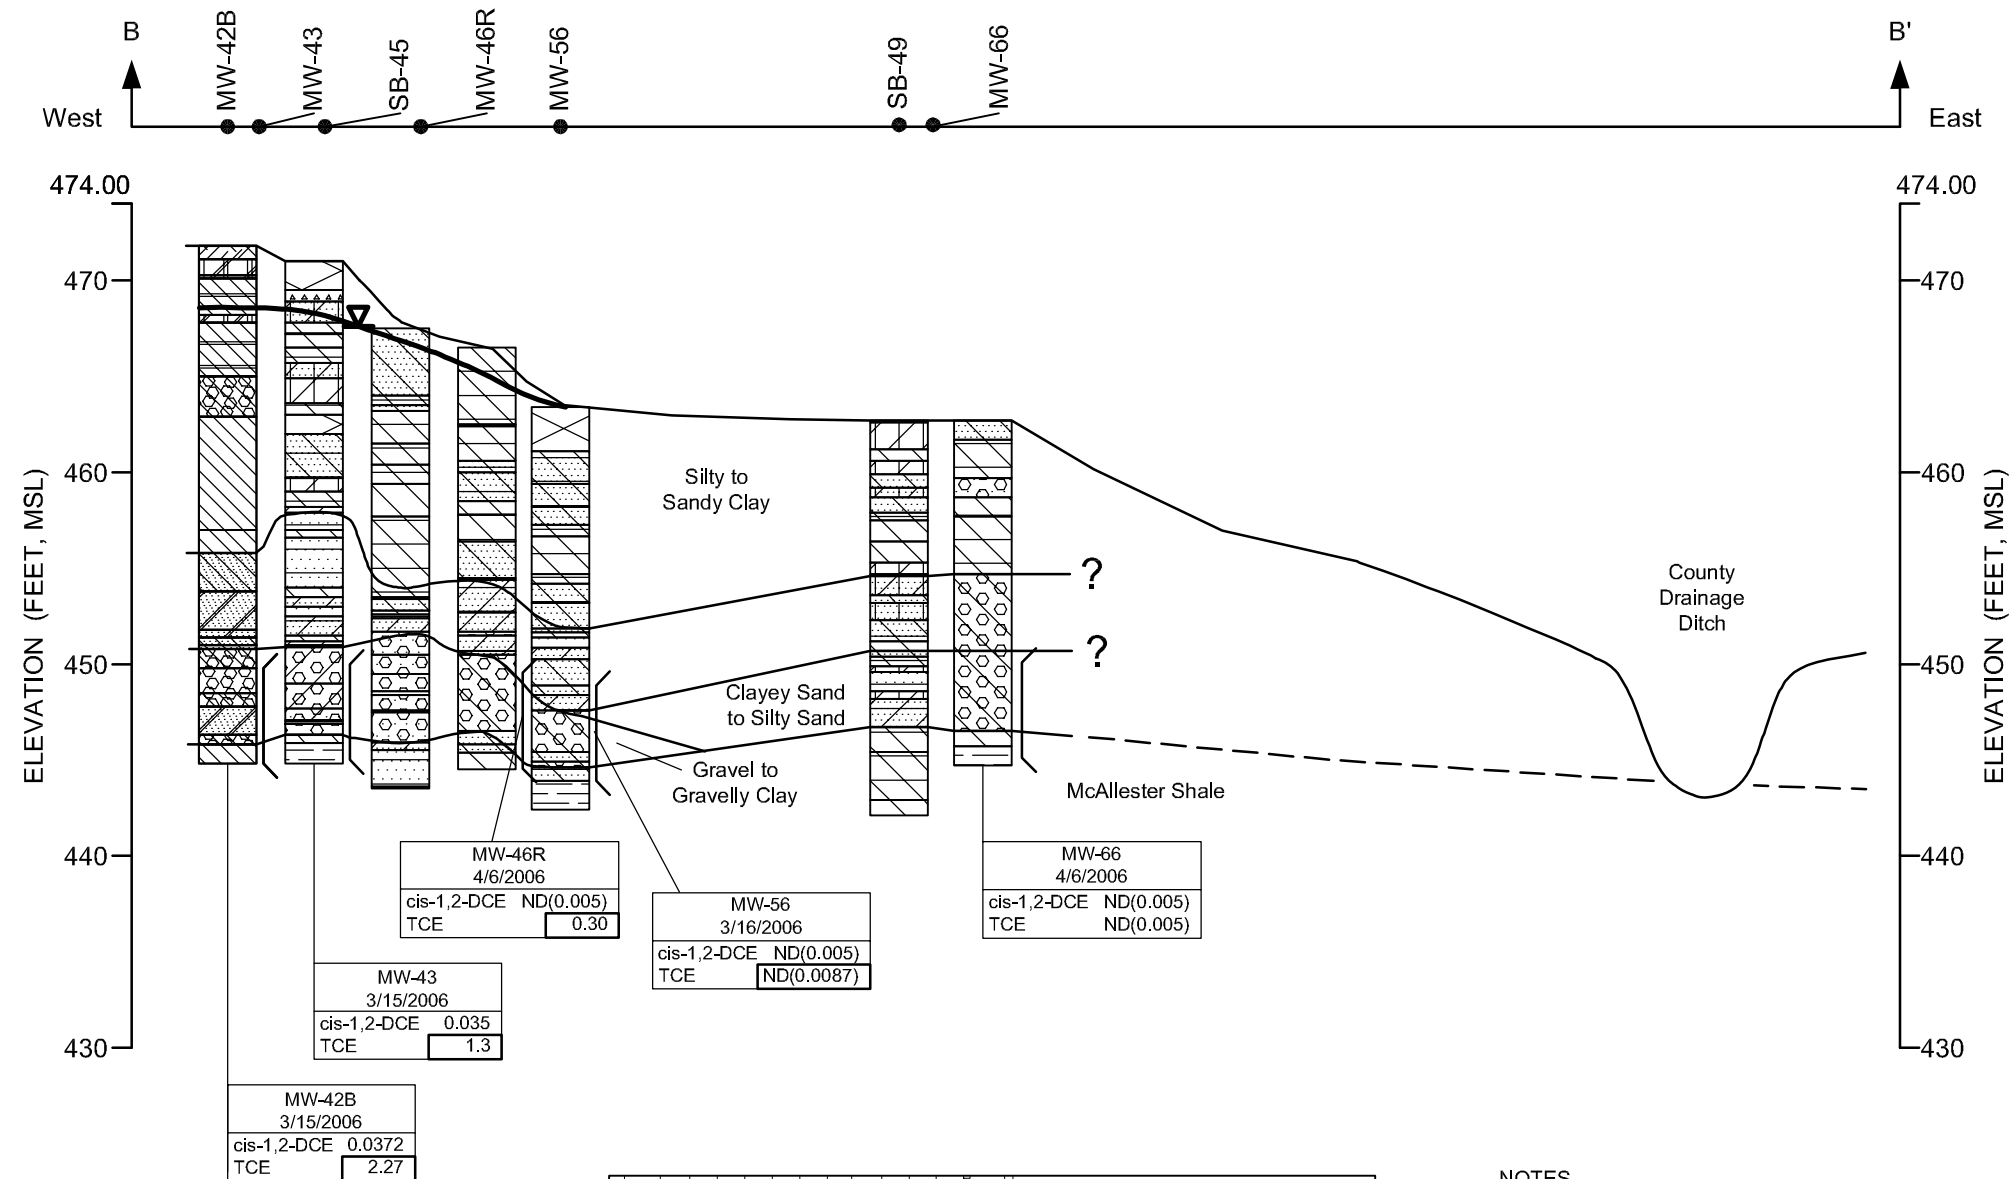 B
B'
MW-42B
MW-43
SB-45
MW-46R
MW-56
SB-49
MW-66
West
East
474.00
474.00
470
470
460
460
450
450
440
440
430
430
ELEVATION (FEET, MSL)
ELEVATION (FEET, MSL)
Silty to
Sandy Clay
?
?
County
Drainage
Ditch
Clayey Sand
to Silty Sand
Gravel to
Gravelly Clay
McAllester Shale
MW-46R
4/6/2006
cis-1,2-DCE ND(0.005)
TCE 0.30
MW-56
3/16/2006
cis-1,2-DCE ND(0.005)
TCE ND(0.0087)
MW-66
4/6/2006
cis-1,2-DCE ND(0.005)
TCE ND(0.005)
MW-43
3/15/2006
cis-1,2-DCE 0.035
TCE 1.3
MW-42B
3/15/2006
cis-1,2-DCE 0.0372
TCE 2.27
NOTES